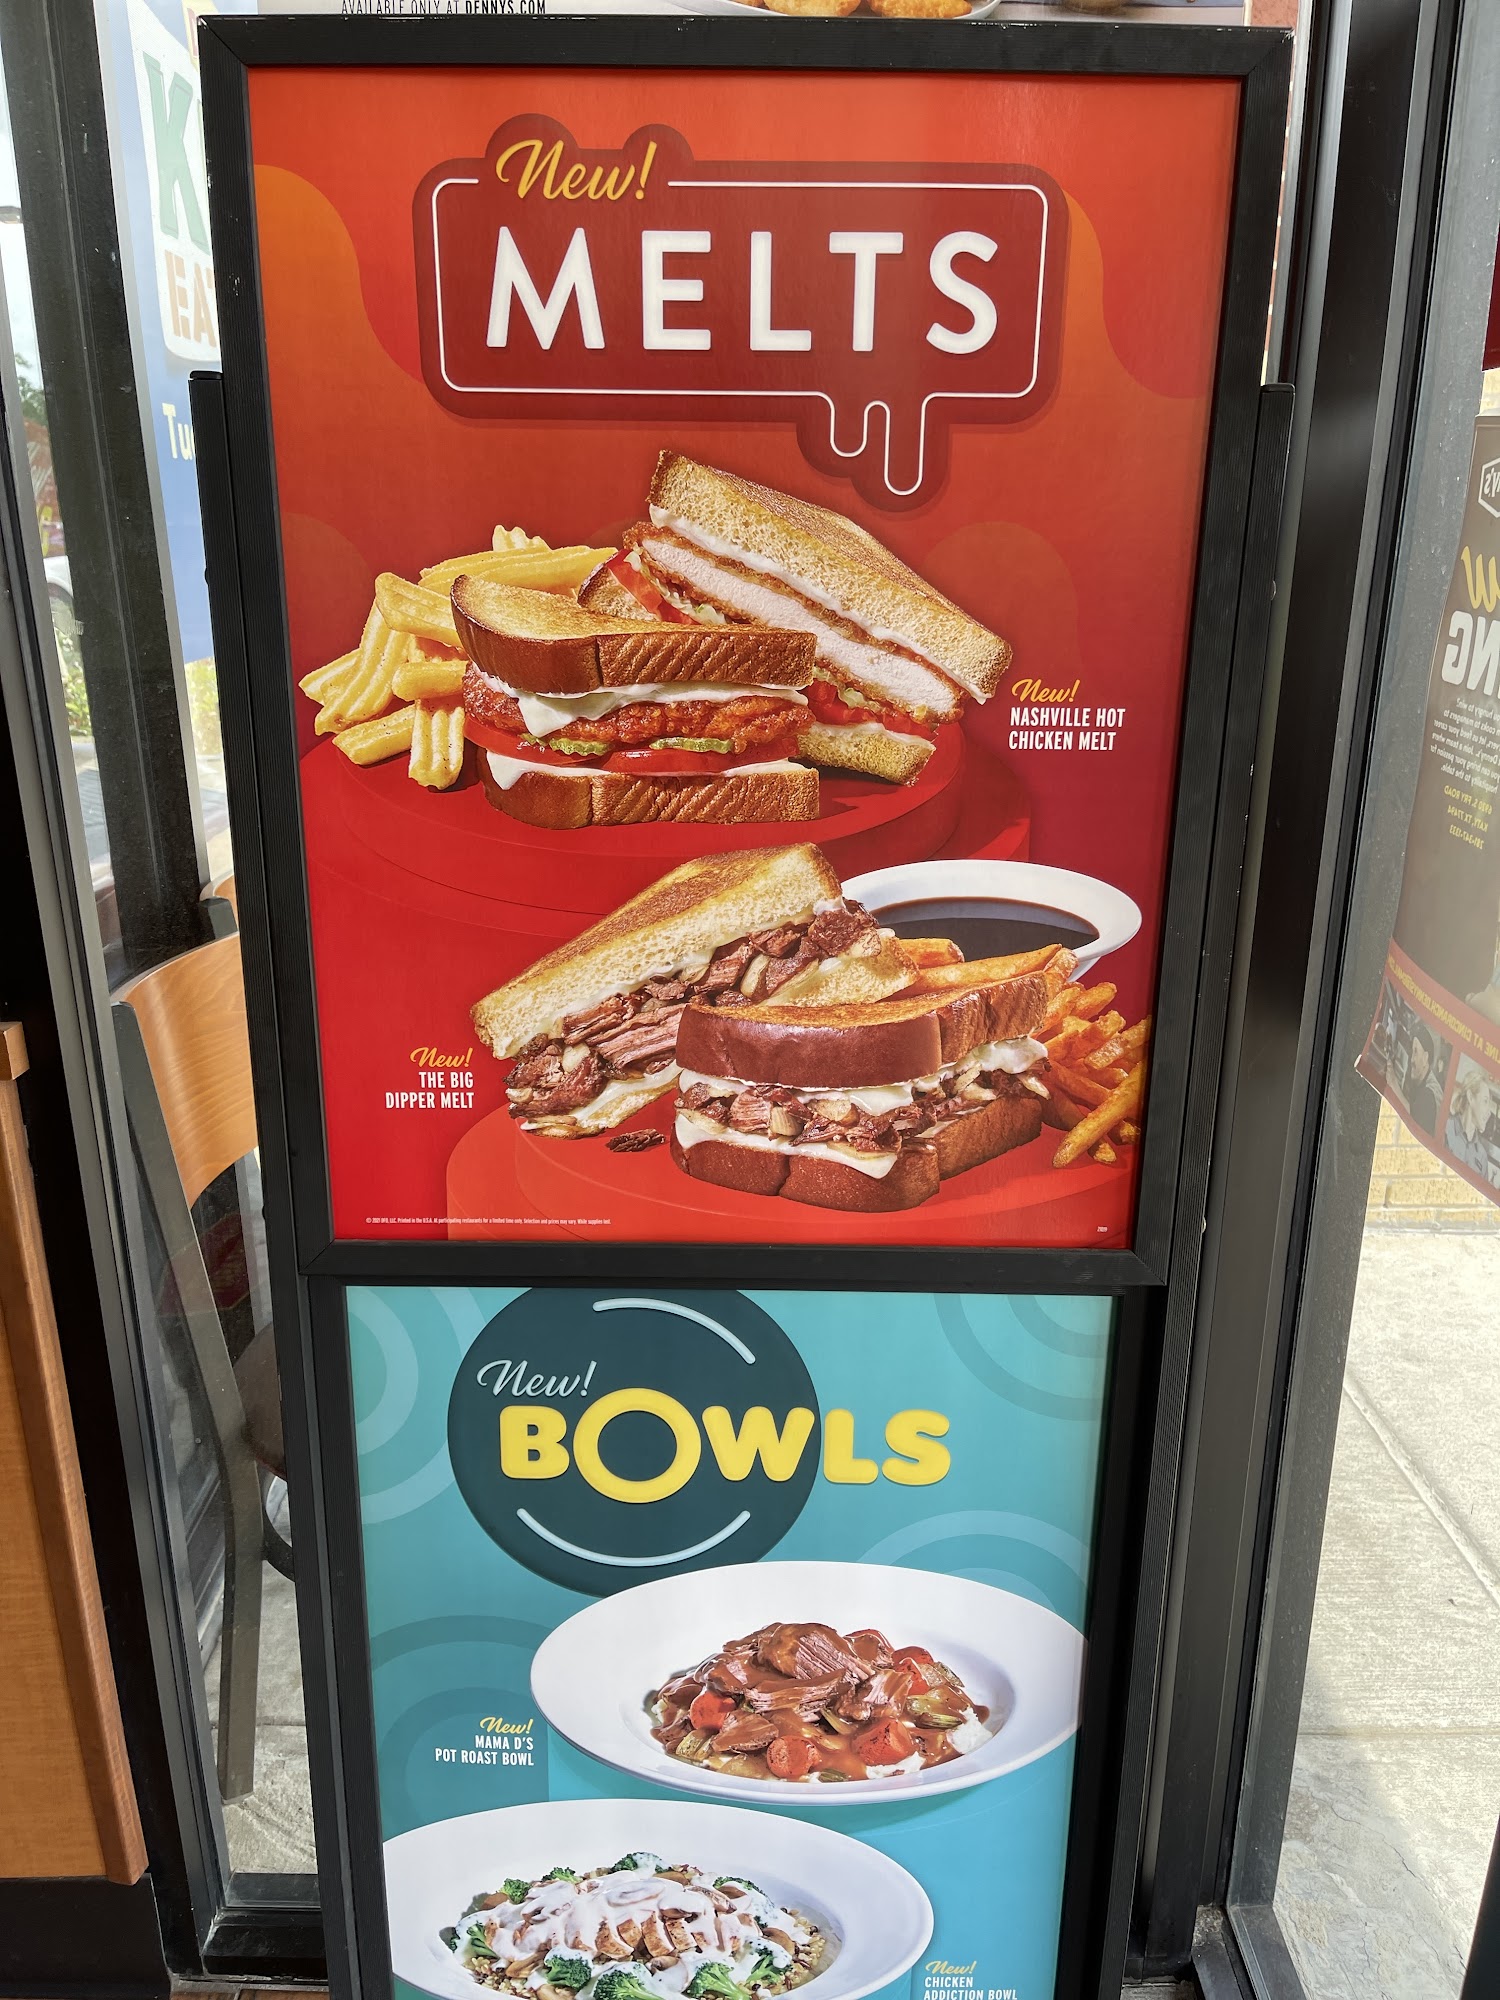 AVAILABLE ONLY AT DENNYS.COM
New!
MELTS
New!
NASHVILLE HOT
CHICKEN MELT
New!
THE BIG
DIPPER MELT
New!
BOWLS
New!
MAMA D'S
POT ROAST BOWL
New!
CHICKEN
ADDICTION BOWL